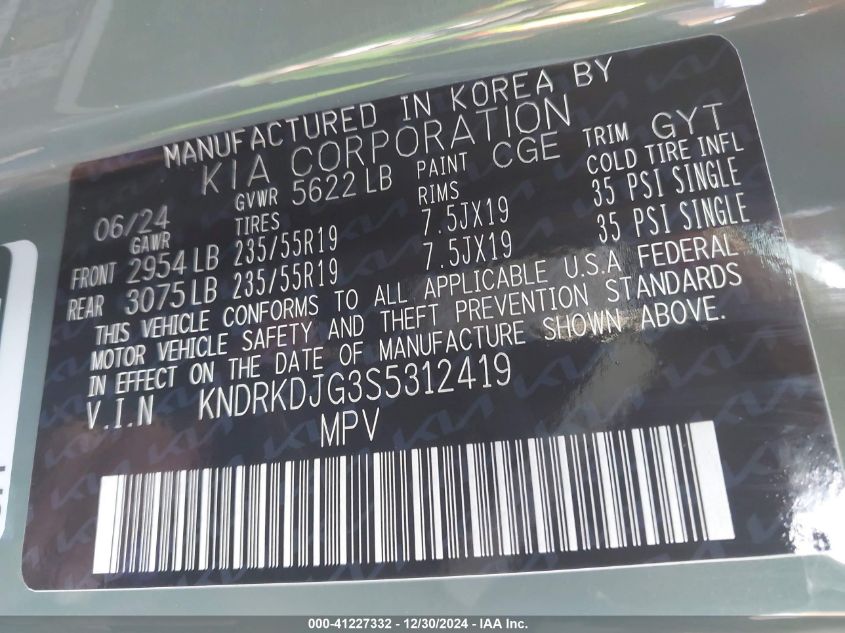 MANUFACTURED IN KOREA BY
KIA CORPORATION
06/24 GVWR 5622 LB PAINT CGE TRIM GYT
GAWR TIRES RIMS COLD TIRE INFL
FRONT 2954 LB 235/55R19 7.5JX19 35 PSI SINGLE
REAR 3075 LB 235/55R19 7.5JX19 35 PSI SINGLE
THIS VEHICLE CONFORMS TO ALL APPLICABLE U.S.A FEDERAL
MOTOR VEHICLE SAFETY AND THEFT PREVENTION STANDARDS
IN EFFECT ON THE DATE OF MANUFACTURE SHOWN ABOVE.
V.I.N KNDRKDJG3S5312419
MPV
000-41227332 - 12/30/2024 - IAA Inc.